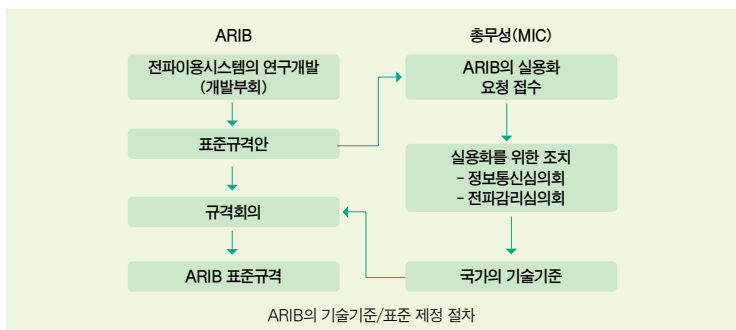 ARIB
전파이용시스템의 연구개발
(개발부회)
표준규격안
규격회의
ARIB 표준규격
총무성(MIC)
ARIB의 실용화
요청 접수
실용화를 위한 조치
- 정보통신심의회
- 전파감리심의회
국가의 기술기준
ARIB의 기술기준/표준 제정 절차